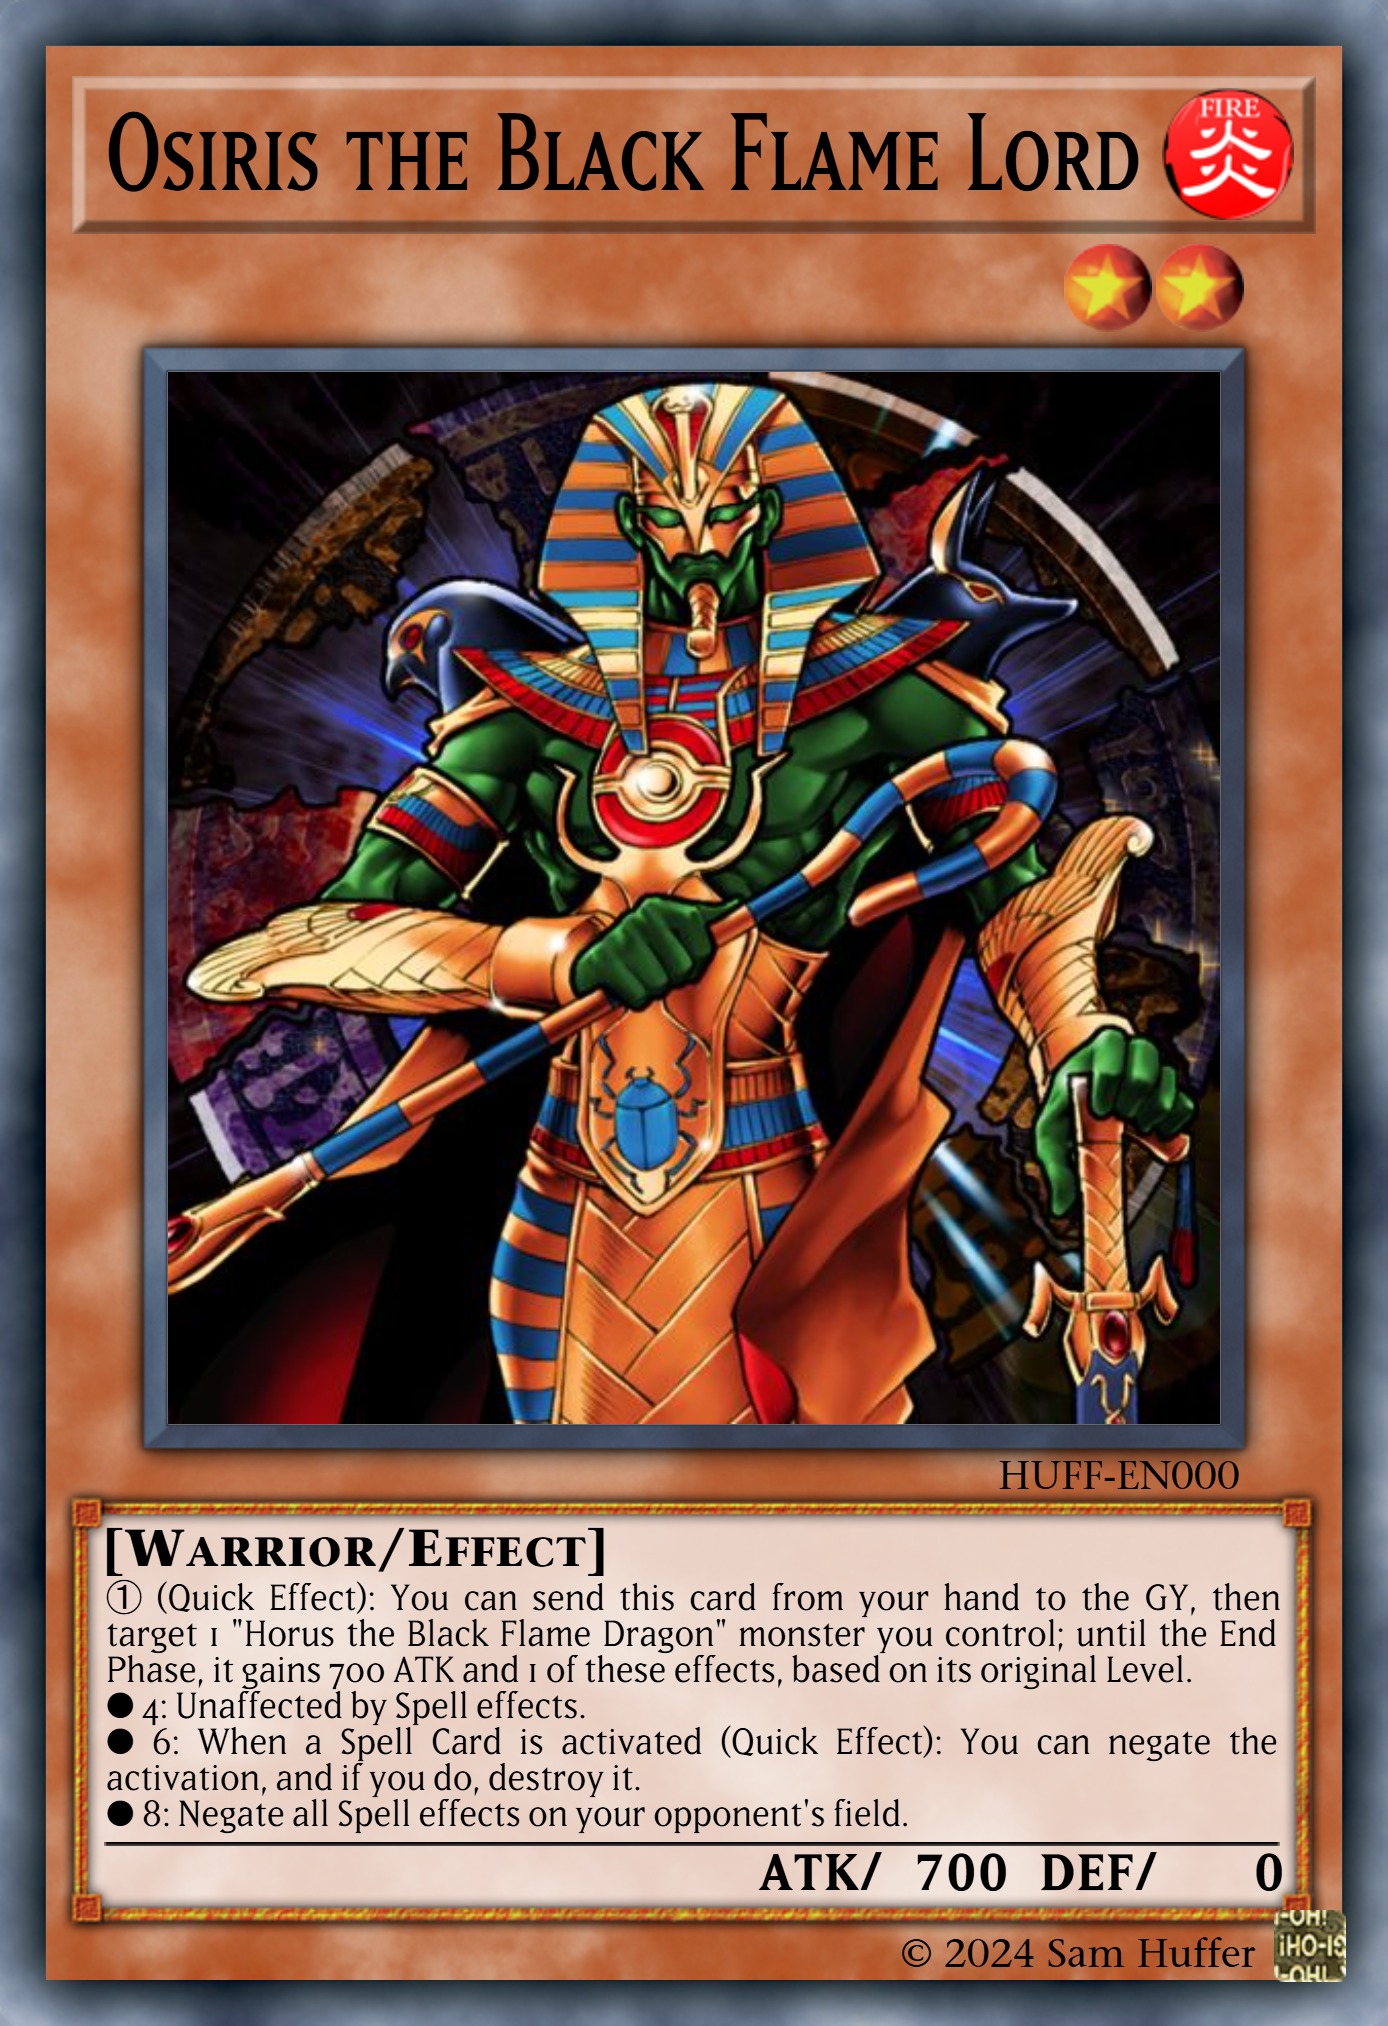 Osiris the Black Flame Lord
FIRE
炎
HUFF-EN000
[Warrior/Effect]
① (Quick Effect): You can send this card from your hand to the GY, then
target 1 "Horus the Black Flame Dragon" monster you control; until the End
Phase, it gains 700 ATK and 1 of these effects, based on its original Level.
● 4: Unaffected by Spell effects.
● 6: When a Spell Card is activated (Quick Effect): You can negate the
activation, and if you do, destroy it.
● 8: Negate all Spell effects on your opponent's field.
ATK/ 700 DEF/ 0
© 2024 Sam Huffer
-OH!